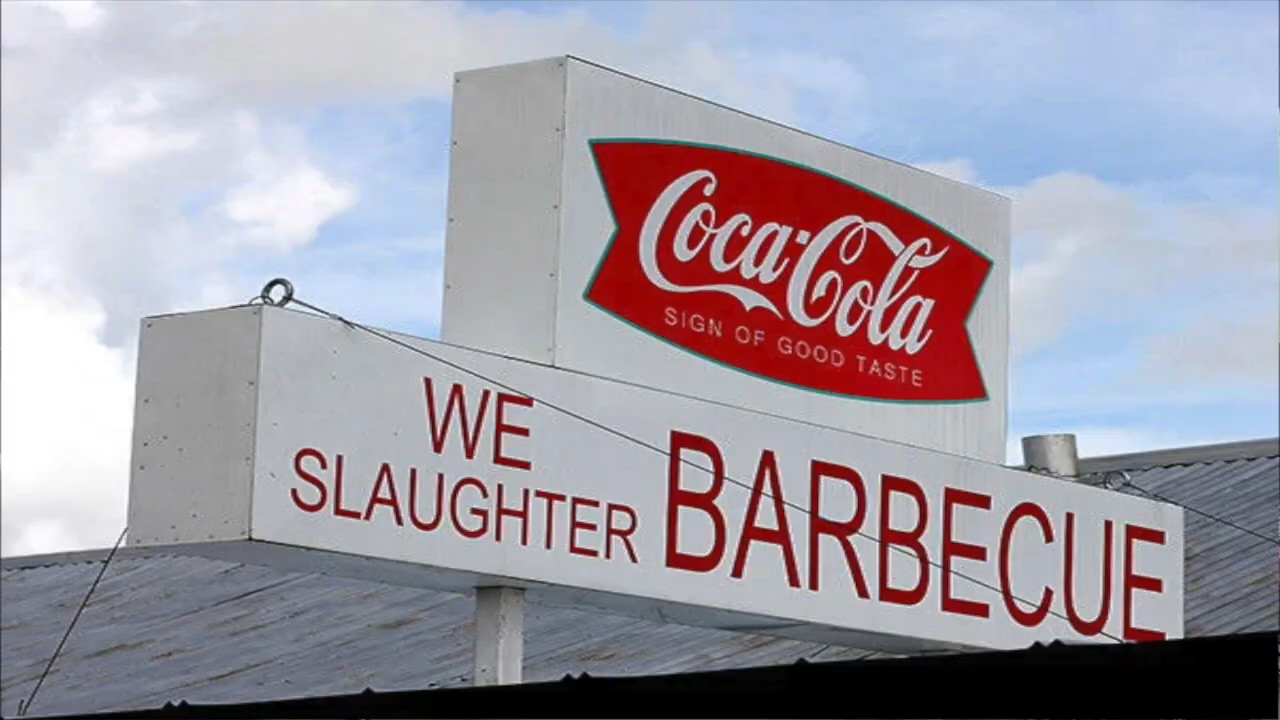 Coca-Cola
SIGN OF GOOD TASTE
WE
SLAUGHTER
BARBECUE